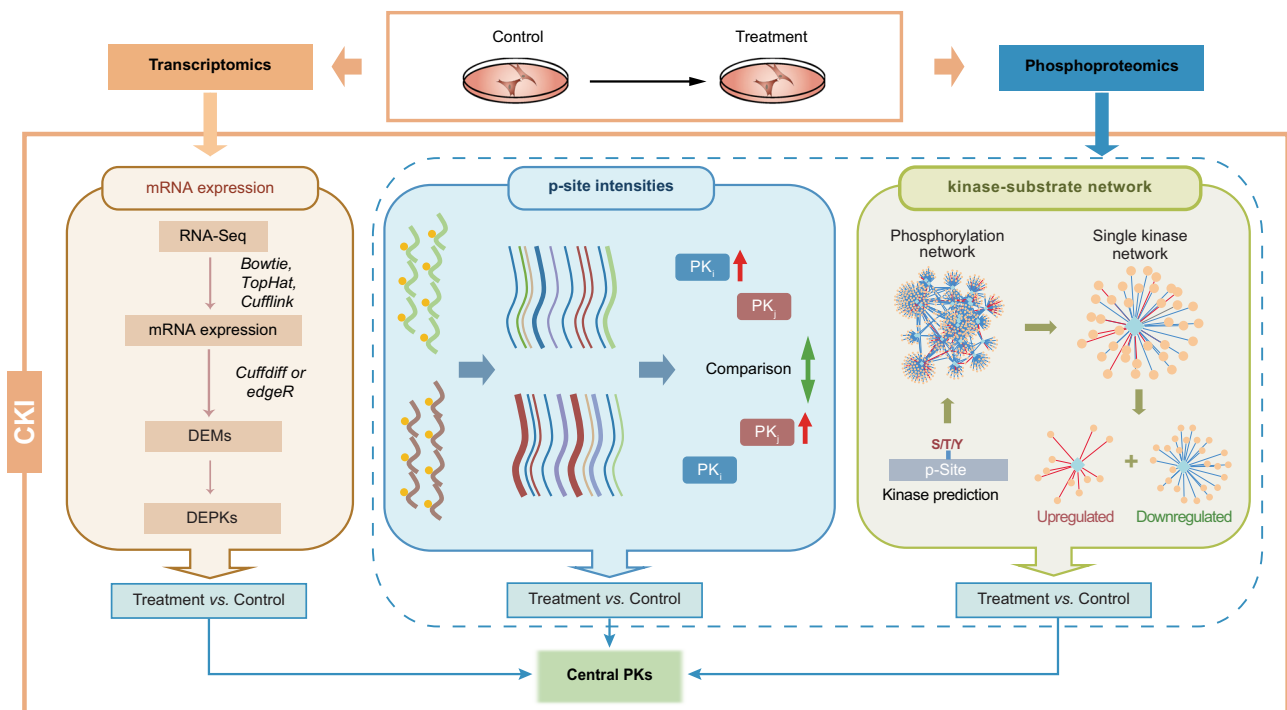 Control
Treatment
Transcriptomics
Phosphoproteomics
CKI
mRNA expression
RNA-Seq
Bowtie,
TopHat,
Cufflink
mRNA expression
Cuffdiff or
edgeR
DEMs
DEPKs
Treatment vs. Control
p-site intensities
PKi
PKj
Comparison
PKj
PKi
Treatment vs. Control
kinase-substrate network
Phosphorylation
network
Single kinase
network
S/T/Y
p-Site
Kinase prediction
+
Upregulated
Downregulated
Treatment vs. Control
Central PKs